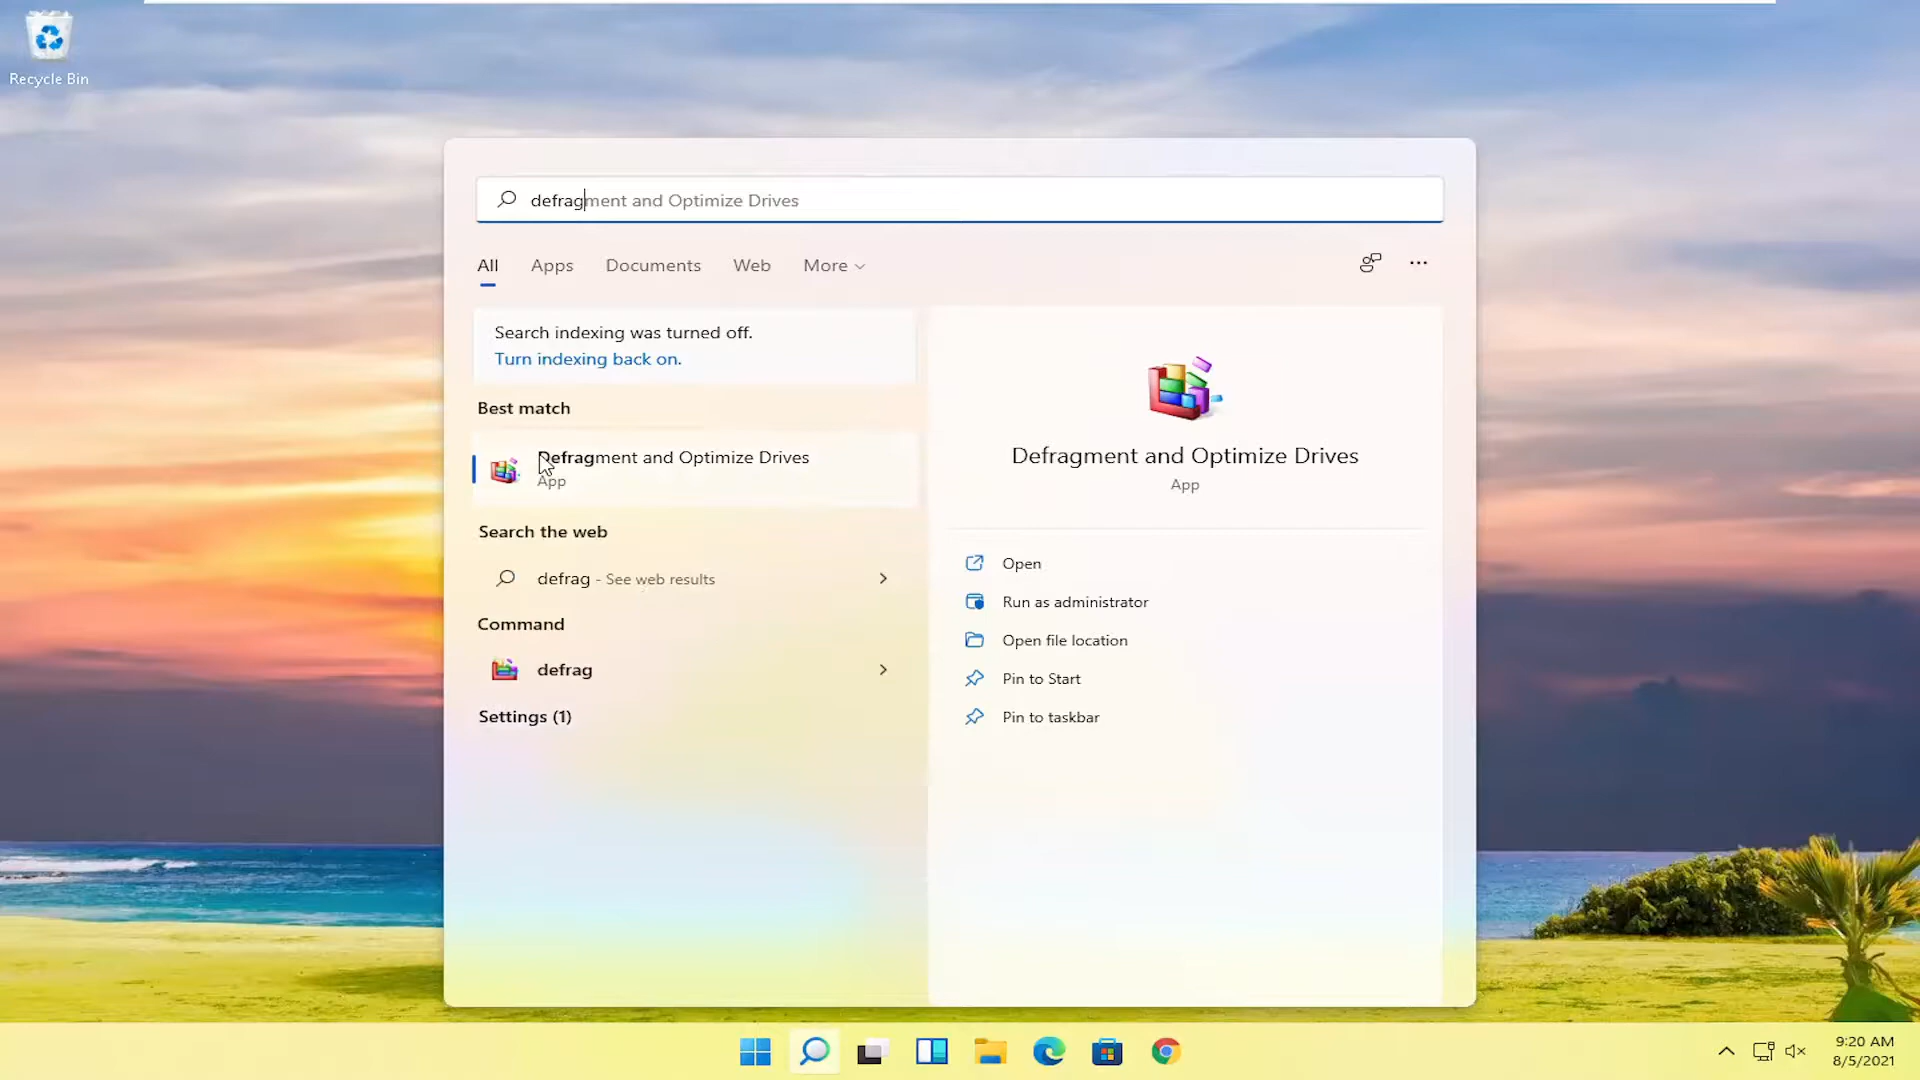 Recycle Bin
defragment and Optimize Drives
All Apps Documents Web More
Search indexing was turned off.
Turn indexing back on.
Best match
Defragment and Optimize Drives
App
Search the web
defrag - See web results
Command
defrag
Settings (1)
Defragment and Optimize Drives
App
Open
Run as administrator
Open file location
Pin to Start
Pin to taskbar
9:20 AM
8/5/2021